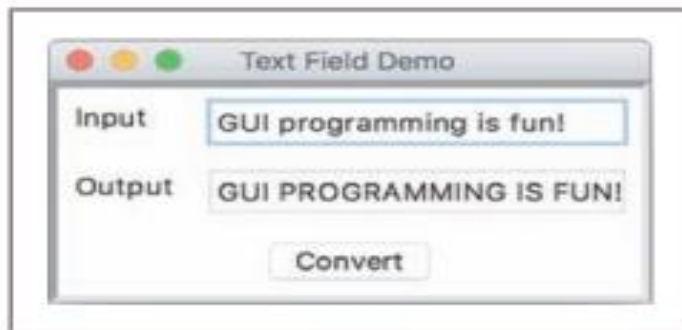 Text Field Demo
Input GUI programming is fun!
Output GUI PROGRAMMING IS FUN!
Convert